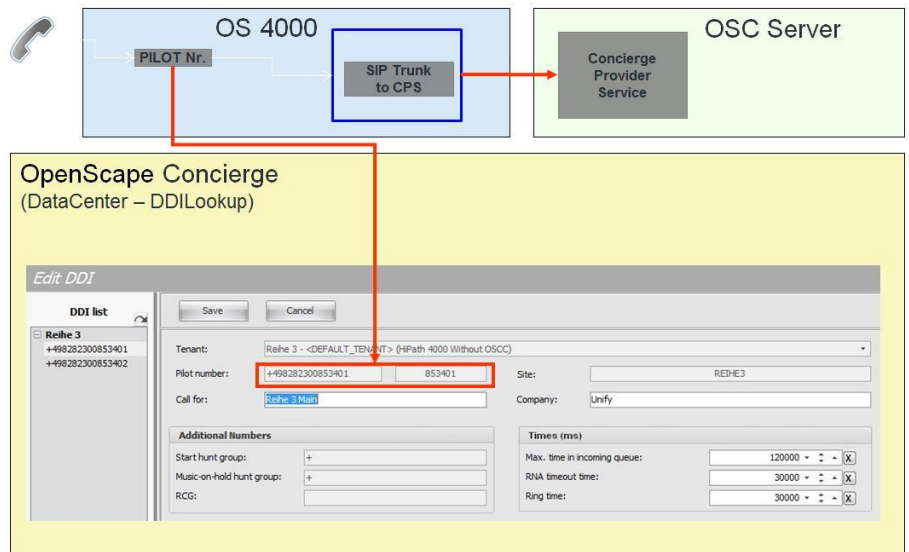 OS 4000
OSC Server
PILOT Nr.
SIP Trunk
to CPS
Concierge
Provider
Service
OpenScape Concierge
(DataCenter – DDILookup)
Edit DDI
DDI list
Save
Cancel
Reihe 3
+498282300853401
+498282300853402
Tenant:
Reihe 3 - <DEFAULT_TENANT> (HiPath 4000 Without OSCC)
Pilot number:
+498282300853401
853401
Site:
REIHE3
Call for:
Reihe 3 Main
Company:
Unify
Additional Numbers
Times (ms)
Start hunt group:
+
Max. time in incoming queue:
120000
X
Music-on-hold hunt group:
+
RNA timeout time:
30000
X
RCG:
Ring time:
30000
X